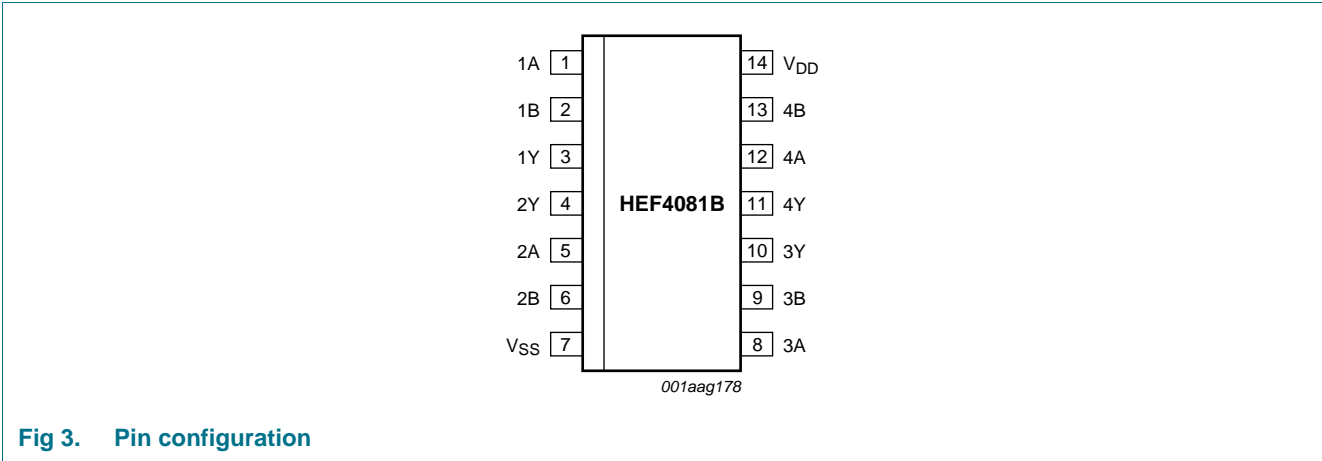 1A 1 14 VDD
1B 2 13 4B
1Y 3 12 4A
2Y 4 HEF4081B 11 4Y
2A 5 10 3Y
2B 6 9 3B
VSS 7 8 3A
001aag178
Fig 3. Pin configuration